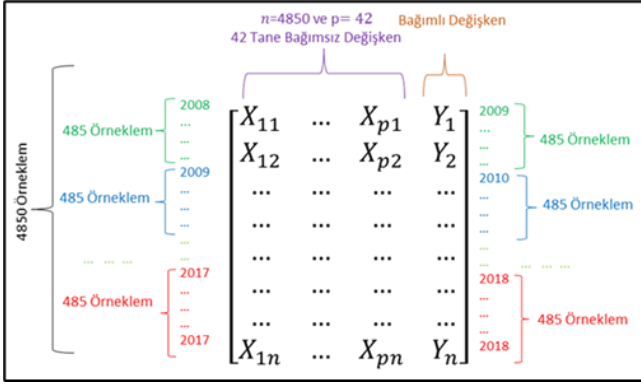 n=4850 ve p= 42
42 Tane Bağımsız Değişken
Bağımlı Değişken
4850 Örneklem
485 Örneklem
2008
...
...
...
X₁₁ ... Xₚ₁ Y₁
X₁₂ ... Xₚ₂ Y₂
2009
...
...
...
485 Örneklem
485 Örneklem
2009
...
...
...
... ... ... ...
... ... ... ...
2010
...
...
...
485 Örneklem
... ... ...
...
... ... ... ...
...
... ... ...
485 Örneklem
2017
...
...
...
2017
... ... ... ...
... ... ... ...
X₁ₙ ... Xₚₙ Yₙ
2018
...
...
...
2018
485 Örneklem